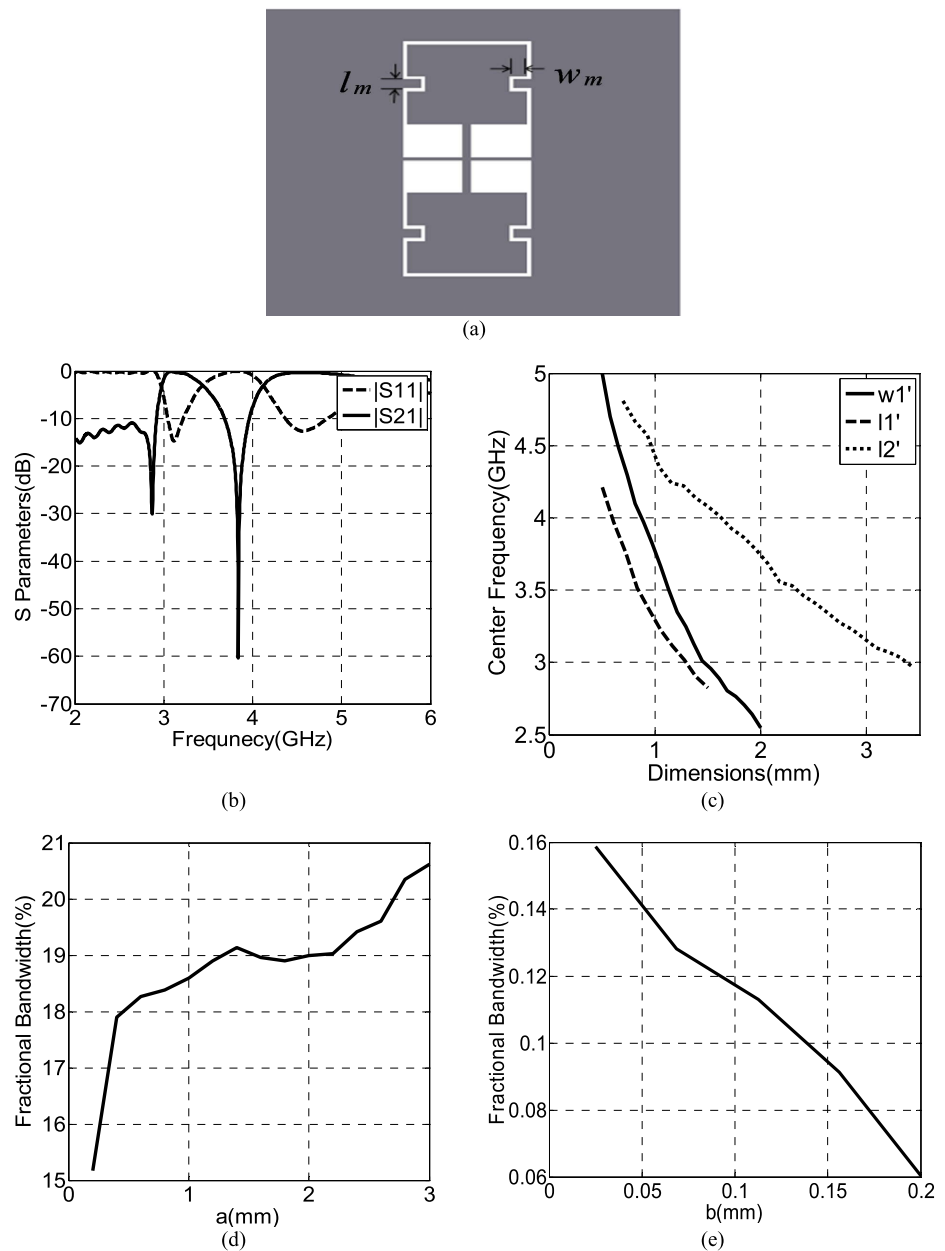 l m
w m
(a)
|S11|
|S21|
0
-10
-20
-30
-40
-50
-60
-70
S Parameters(dB)
2 3 4 5 6
Frequnecy(GHz)
(b)
w1'
l1'
l2'
5
4.5
4
3.5
3
2.5
Center Frequency(GHz)
0 1 2 3
Dimensions(mm)
(c)
21
20
19
18
17
16
15
Fractional Bandwidth(%)
0 1 2 3
a(mm)
(d)
0.16
0.14
0.12
0.1
0.08
0.06
Fractional Bandwidth(%)
0 0.05 0.1 0.15 0.2
b(mm)
(e)